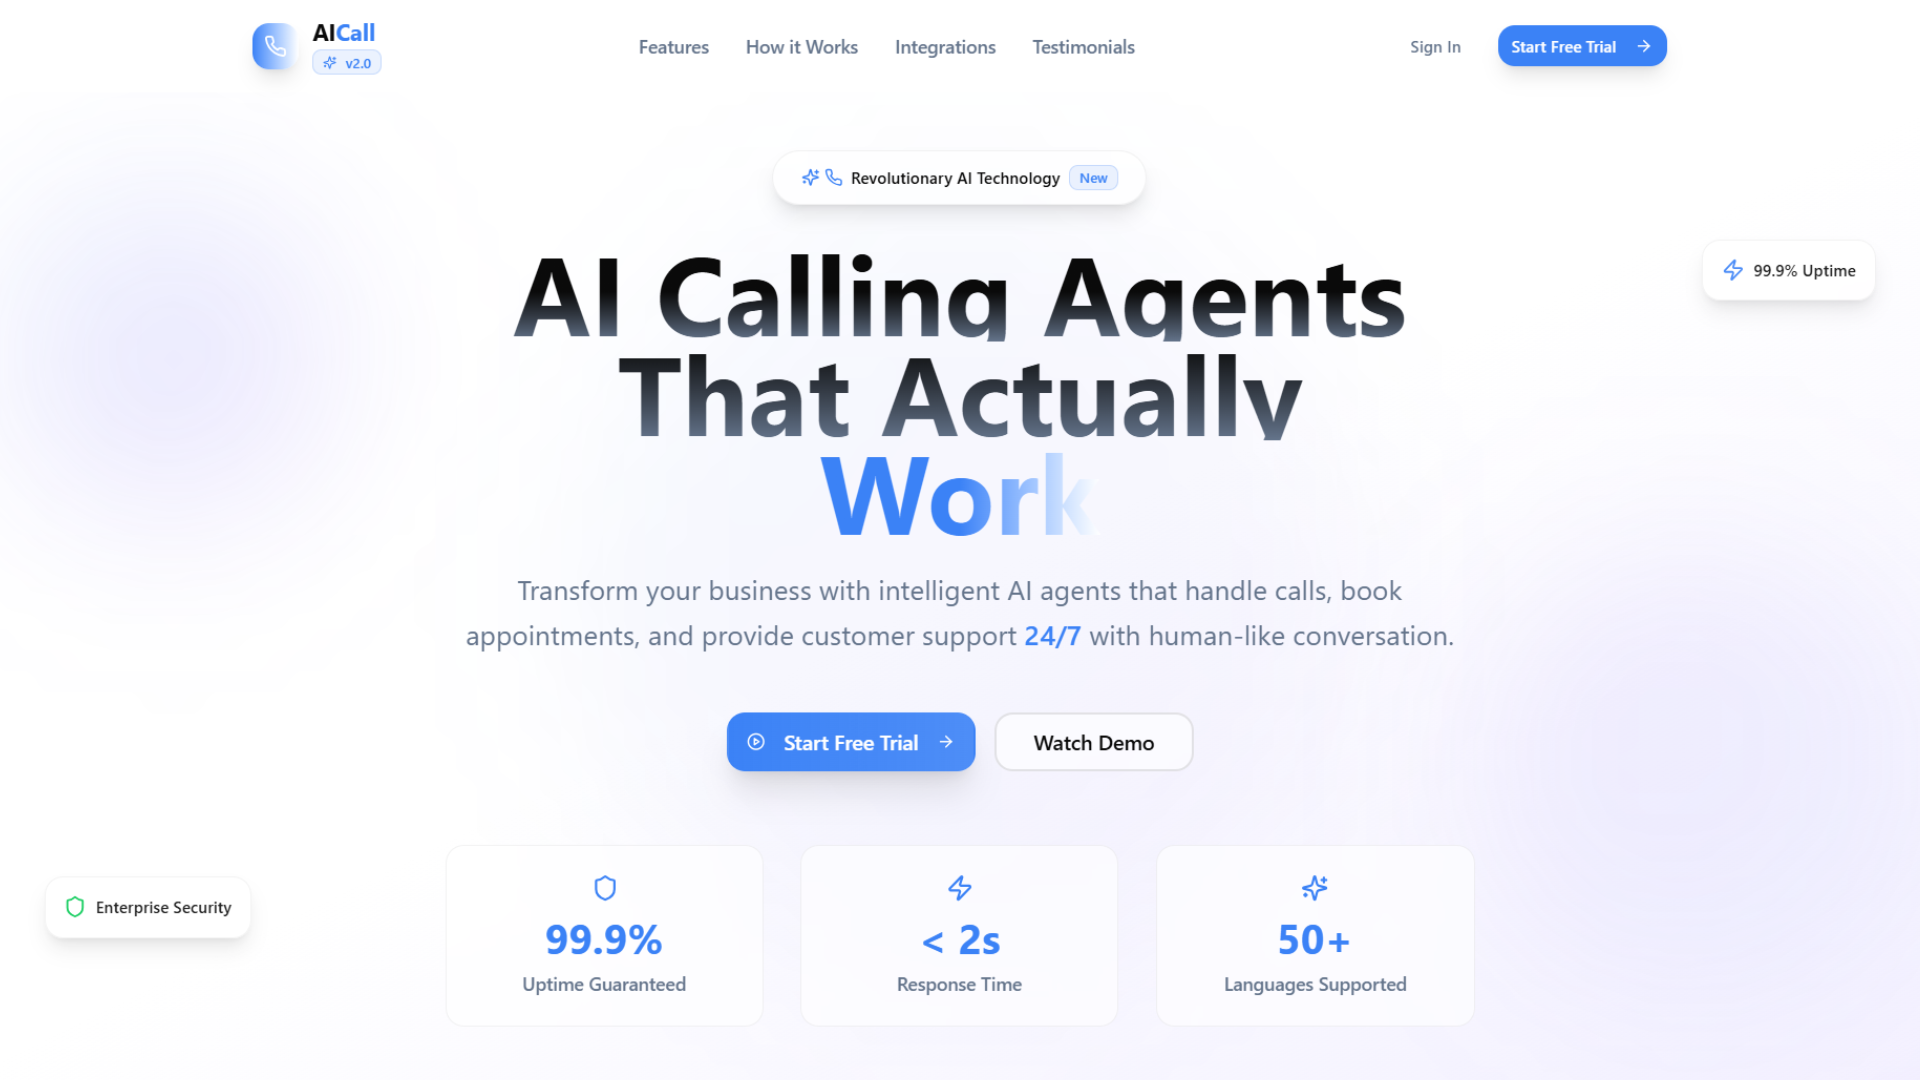 AICall
v2.0
Features
How it Works
Integrations
Testimonials
Sign In
Start Free Trial
Revolutionary AI Technology
New
AI Calling Agents
That Actually
Work
99.9% Uptime
Transform your business with intelligent AI agents that handle calls, book
appointments, and provide customer support 24/7 with human-like conversation.
Start Free Trial
Watch Demo
Enterprise Security
99.9%
Uptime Guaranteed
< 2s
Response Time
50+
Languages Supported